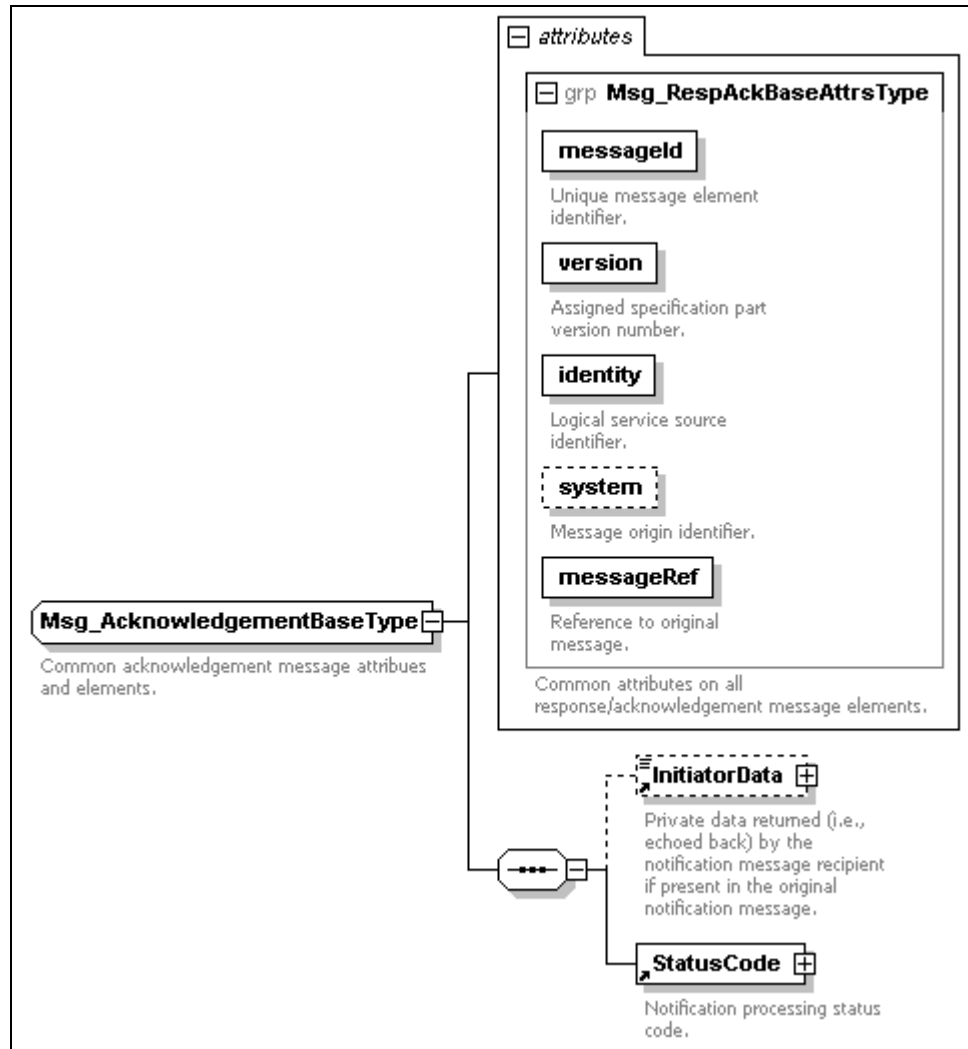 attributes
grp Msg_RespAckBaseAttrsType
messageId
Unique message element
identifier.
version
Assigned specification part
version number.
identity
Logical service source
identifier.
system
Message origin identifier.
messageRef
Reference to original
message.
Common attributes on all
response/acknowledgement message elements.
Msg_AcknowledgementBaseType
Common acknowledgement message attribues
and elements.
InitiatorData
Private data returned (i.e.,
echoed back) by the
notification message recipient
if present in the original
notification message.
StatusCode
Notification processing status
code.